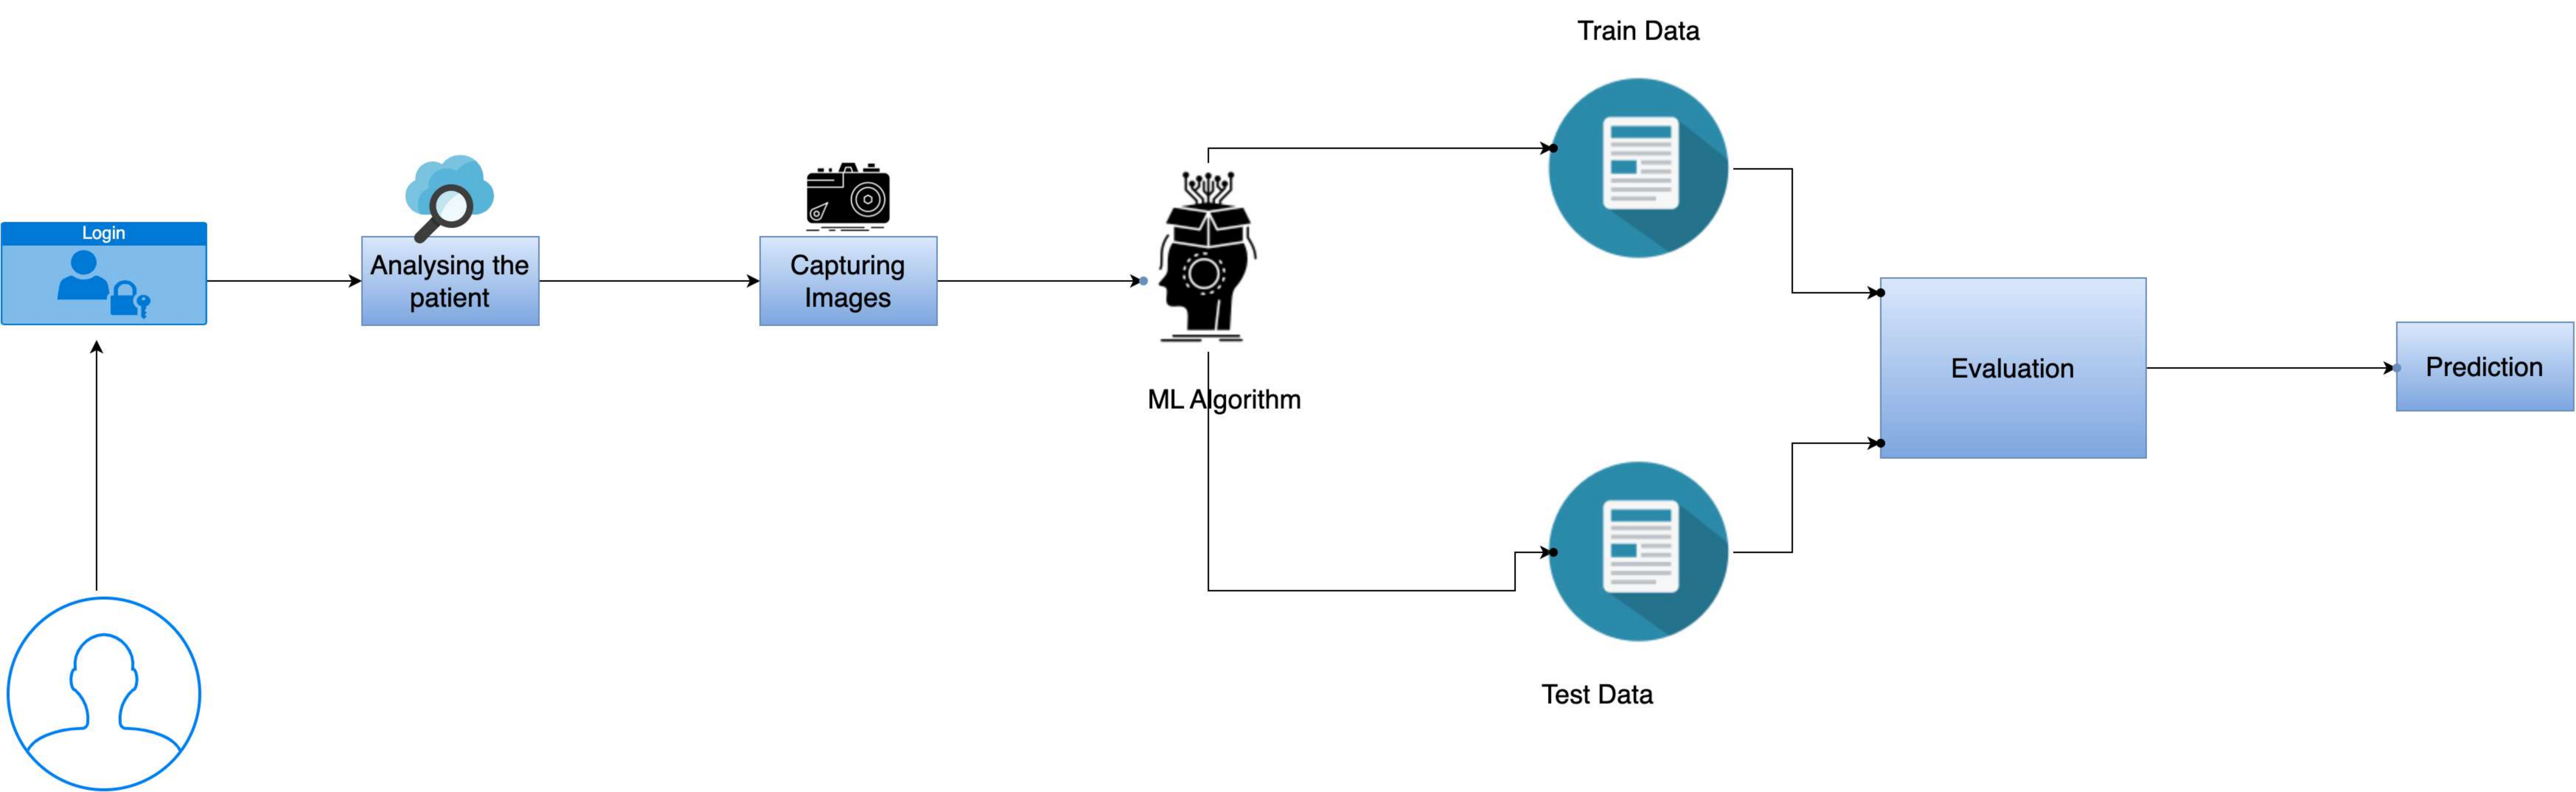 Train Data
Login
Analysing the
patient
Capturing
Images
ML Algorithm
Evaluation
Prediction
Test Data